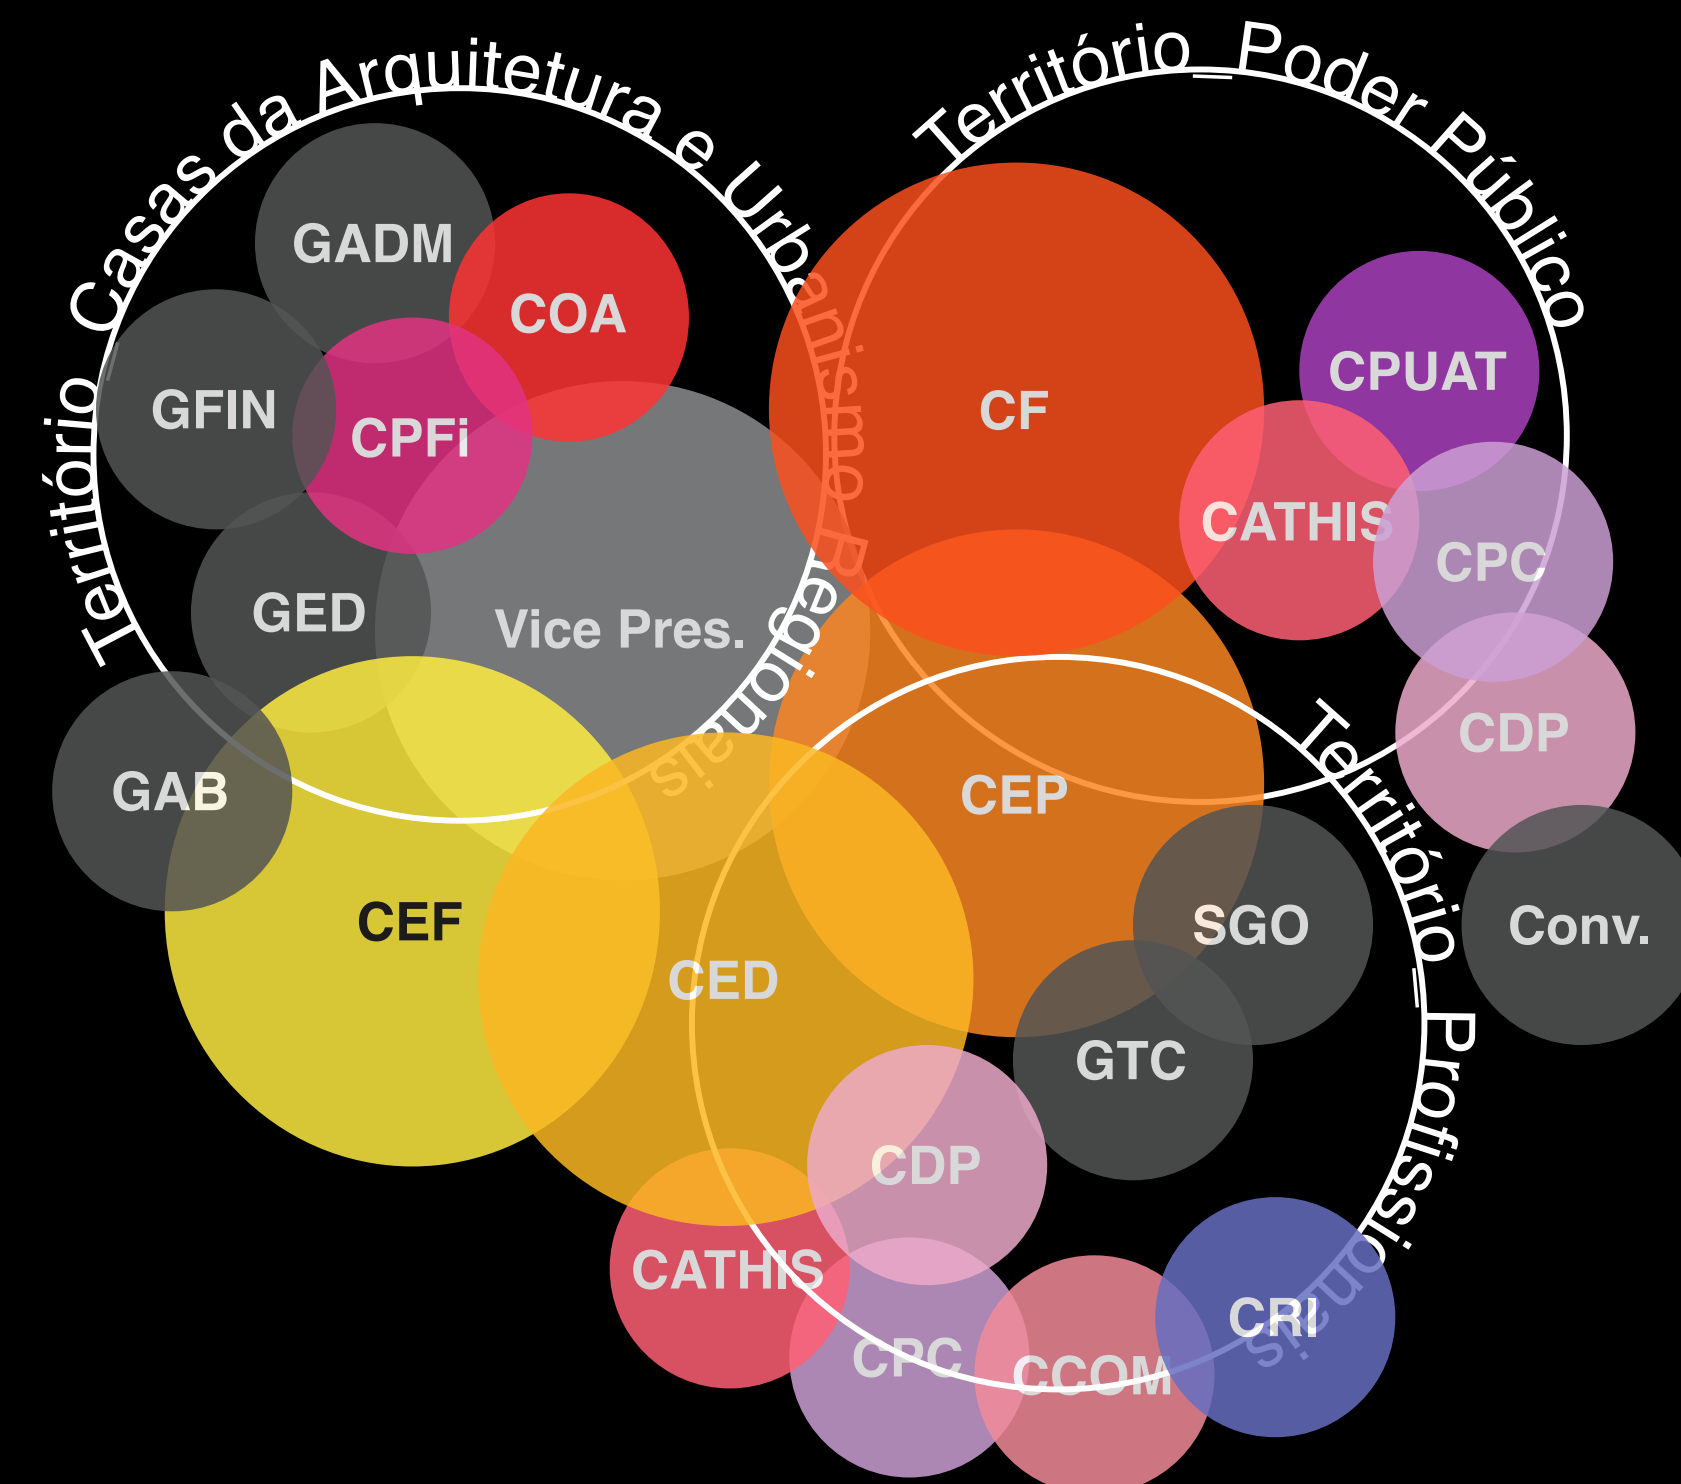 Território_Casas da Arquitetura e Urbanismo Regionais
Território_Poder Público
GADM
COA
CPUAT
GFIN
CPFi
CF
CATHIS
CPC
GED
Vice Pres.
CDP
GAB
CEP
Território_Profissionais
CEF
SGO
Conv.
CED
GTC
CDP
CATHIS
CRI
CPC
CCOM